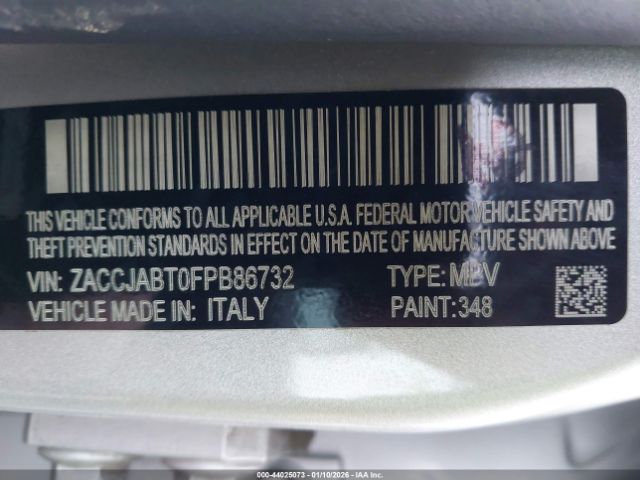 THIS VEHICLE CONFORMS TO ALL APPLICABLE U.S.A. FEDERAL MOTOR VEHICLE SAFETY AND
THEFT PREVENTION STANDARDS IN EFFECT ON THE DATE OF MANUFACTURE SHOWN ABOVE
VIN: ZACCJABT0FPB86732 TYPE: MPV
VEHICLE MADE IN: ITALY PAINT:348
000-44025073 - 01/10/2026 - IAAI.COM